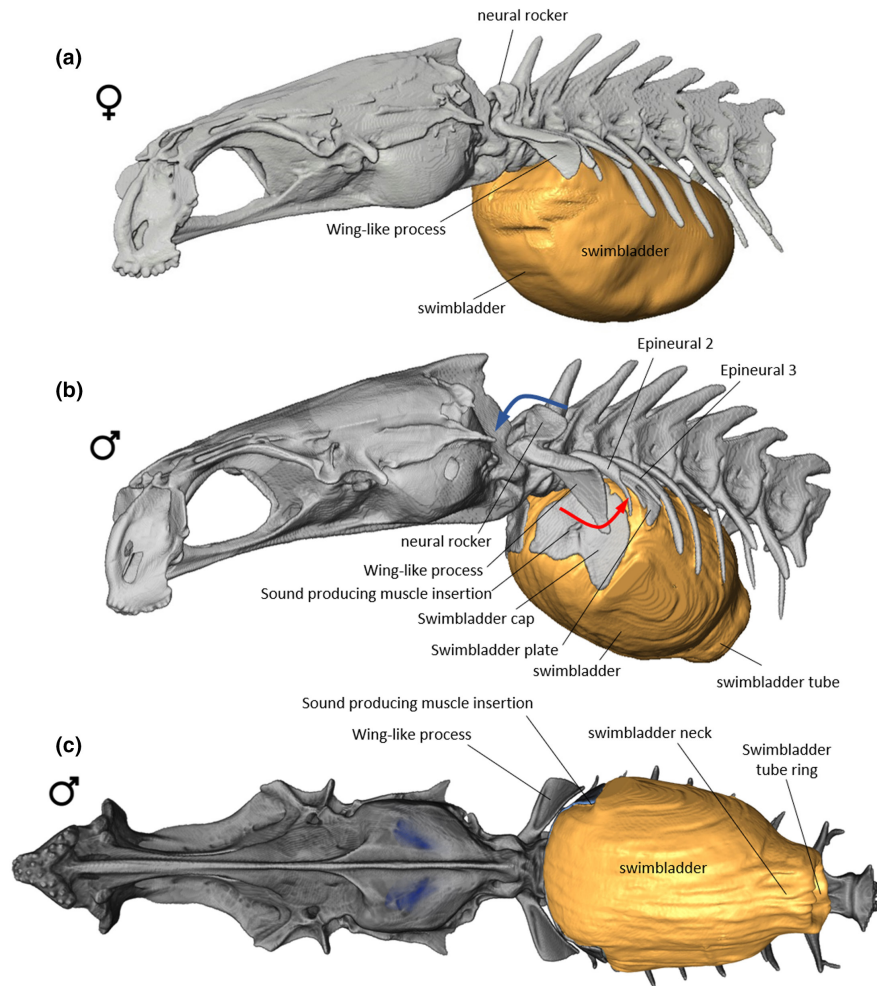 neural rocker
(a)
♀
Wing-like process
swimbladder
swimbladder
Epineural 2
(b)
Epineural 3
♂
neural rocker
Wing-like process
Sound producing muscle insertion
Swimbladder cap
Swimbladder plate
swimbladder
swimbladder tube
Sound producing muscle insertion
(c)
Wing-like process
swimbladder neck
Swimbladder
tube ring
♂
swimbladder